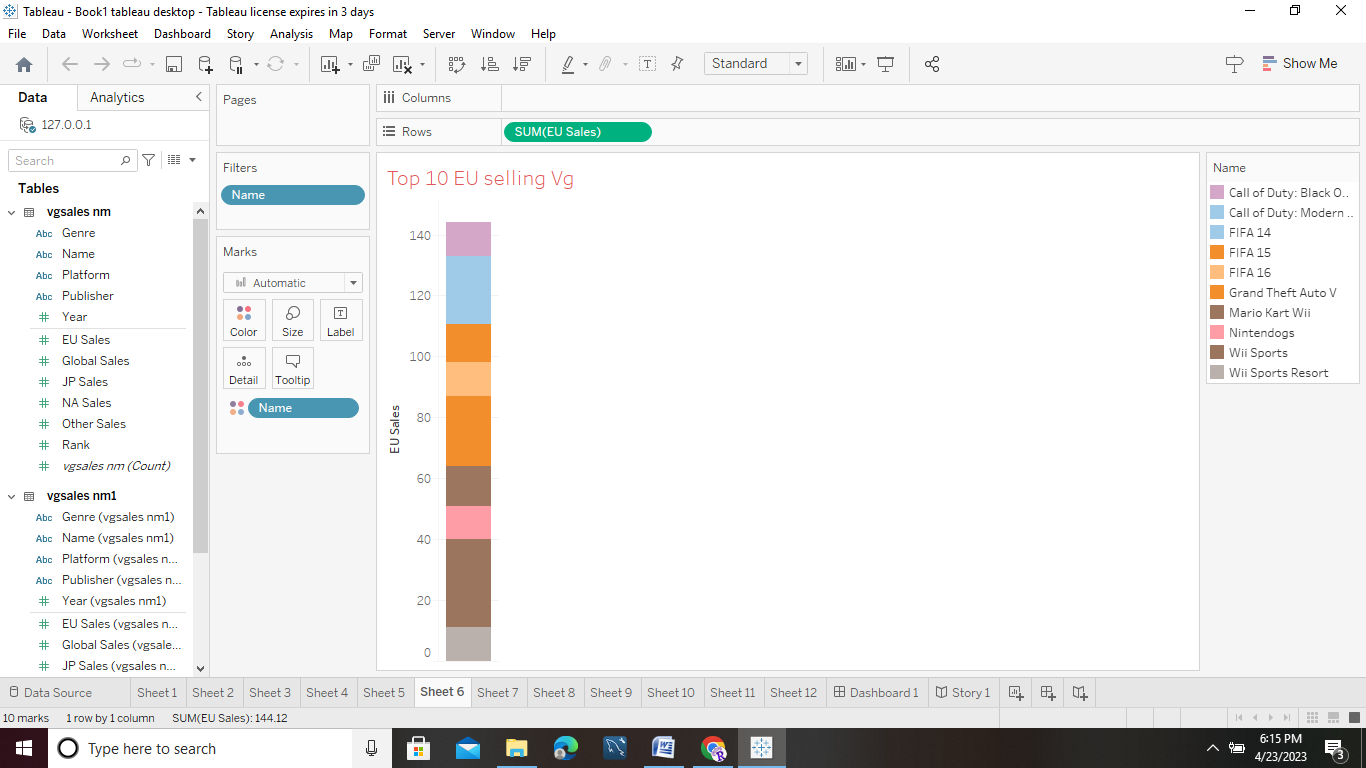 Tableau - Book1 tableau desktop - Tableau license expires in 3 days
File Data Worksheet Dashboard Story Analysis Map Format Server Window Help
Standard
Show Me
Data Analytics
127.0.0.1
Search
Tables
vgsales nm
Abc Genre
Abc Name
Abc Platform
Abc Publisher
Year
EU Sales
Global Sales
JP Sales
NA Sales
Other Sales
Rank
vgsales nm (Count)
vgsales nm1
Abc Genre (vgsales nm1)
Abc Name (vgsales nm1)
Abc Platform (vgsales n...
Abc Publisher (vgsales n...
Year (vgsales nm1)
EU Sales (vgsales n...
Global Sales (vgsale...
JP Sales (vgsales n...
Pages
Filters
Name
Marks
Automatic
Color Size Label
Detail Tooltip
Name
Columns
Rows SUM(EU Sales)
Top 10 EU selling Vg
140
120
100
80
60
40
20
0
EU Sales
Name
Call of Duty: Black O..
Call of Duty: Modern ..
FIFA 14
FIFA 15
FIFA 16
Grand Theft Auto V
Mario Kart Wii
Nintendogs
Wii Sports
Wii Sports Resort
Data Source Sheet 1 Sheet 2 Sheet 3 Sheet 4 Sheet 5 Sheet 6 Sheet 7 Sheet 8 Sheet 9 Sheet 10 Sheet 11 Sheet 12 Dashboard 1 Story 1
10 marks 1 row by 1 column SUM(EU Sales): 144.12
Type here to search
6:15 PM
4/23/2023
3